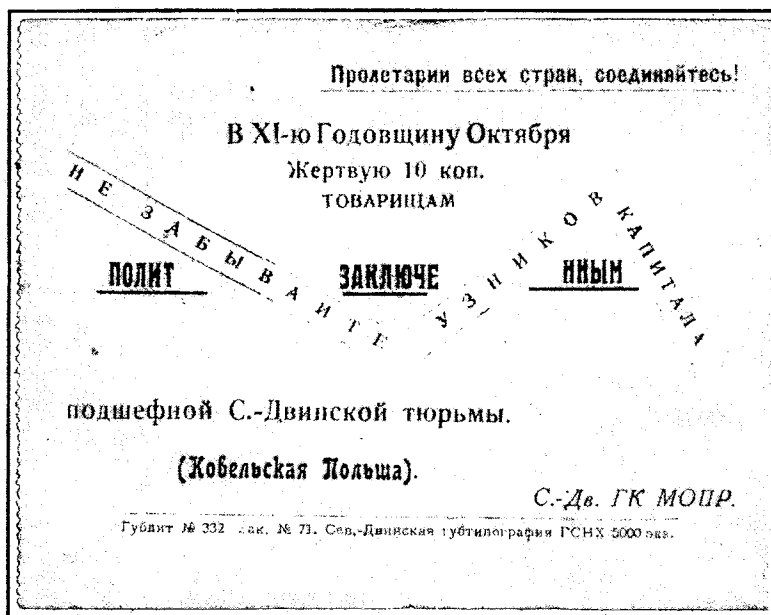 Пролетарии всех стран, соединяйтесь!
В XI-ю Годовщину Октября
Жертвую 10 коп.
ТОВАРИЩАМ
НЕ ЗАБЫВАЙТЕ УЗНИКОВ КАПИТАЛА
ПОЛИТ ЗАКЛЮЧЕ ННЫМ
подшефной С.-Двинской тюрьмы.
(Кобельская Польша).
С.-Дв. ГК МОПР.
Гублит № 332 Зак. № 73. Сев.-Двинская губтипография ГСНХ 5000 экз.